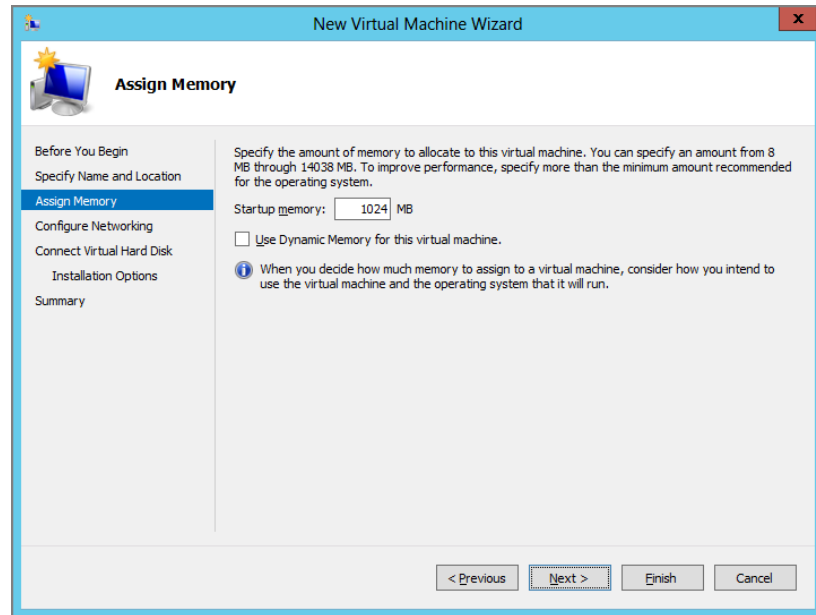 New Virtual Machine Wizard
x
Assign Memory
Before You Begin
Specify Name and Location
Assign Memory
Configure Networking
Connect Virtual Hard Disk
Installation Options
Summary
Specify the amount of memory to allocate to this virtual machine. You can specify an amount from 8
MB through 14038 MB. To improve performance, specify more than the minimum amount recommended
for the operating system.
Startup memory: 1024 MB
Use Dynamic Memory for this virtual machine.
When you decide how much memory to assign to a virtual machine, consider how you intend to
use the virtual machine and the operating system that it will run.
< Previous Next > Finish Cancel